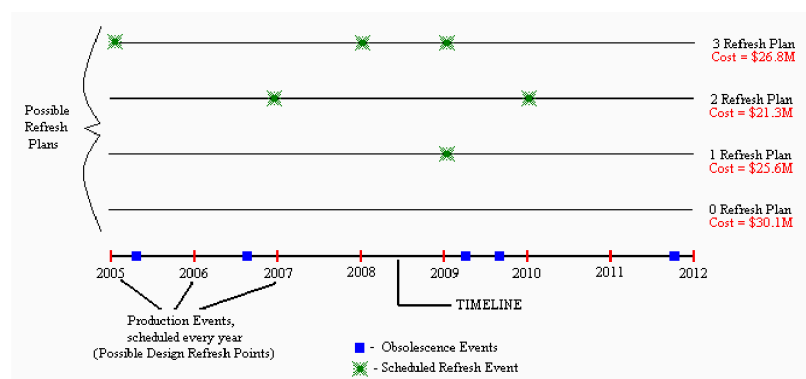 3 Refresh Plan
Cost = $26.8M
2 Refresh Plan
Cost = $21.3M
Possible
Refresh
Plans
1 Refresh Plan
Cost = $25.6M
0 Refresh Plan
Cost = $30.1M
2005 2006 2007 2008 2009 2010 2011 2012
TIMELINE
Production Events,
scheduled every year
(Possible Design Refresh Points)
- Obsolescence Events
- Scheduled Refresh Event